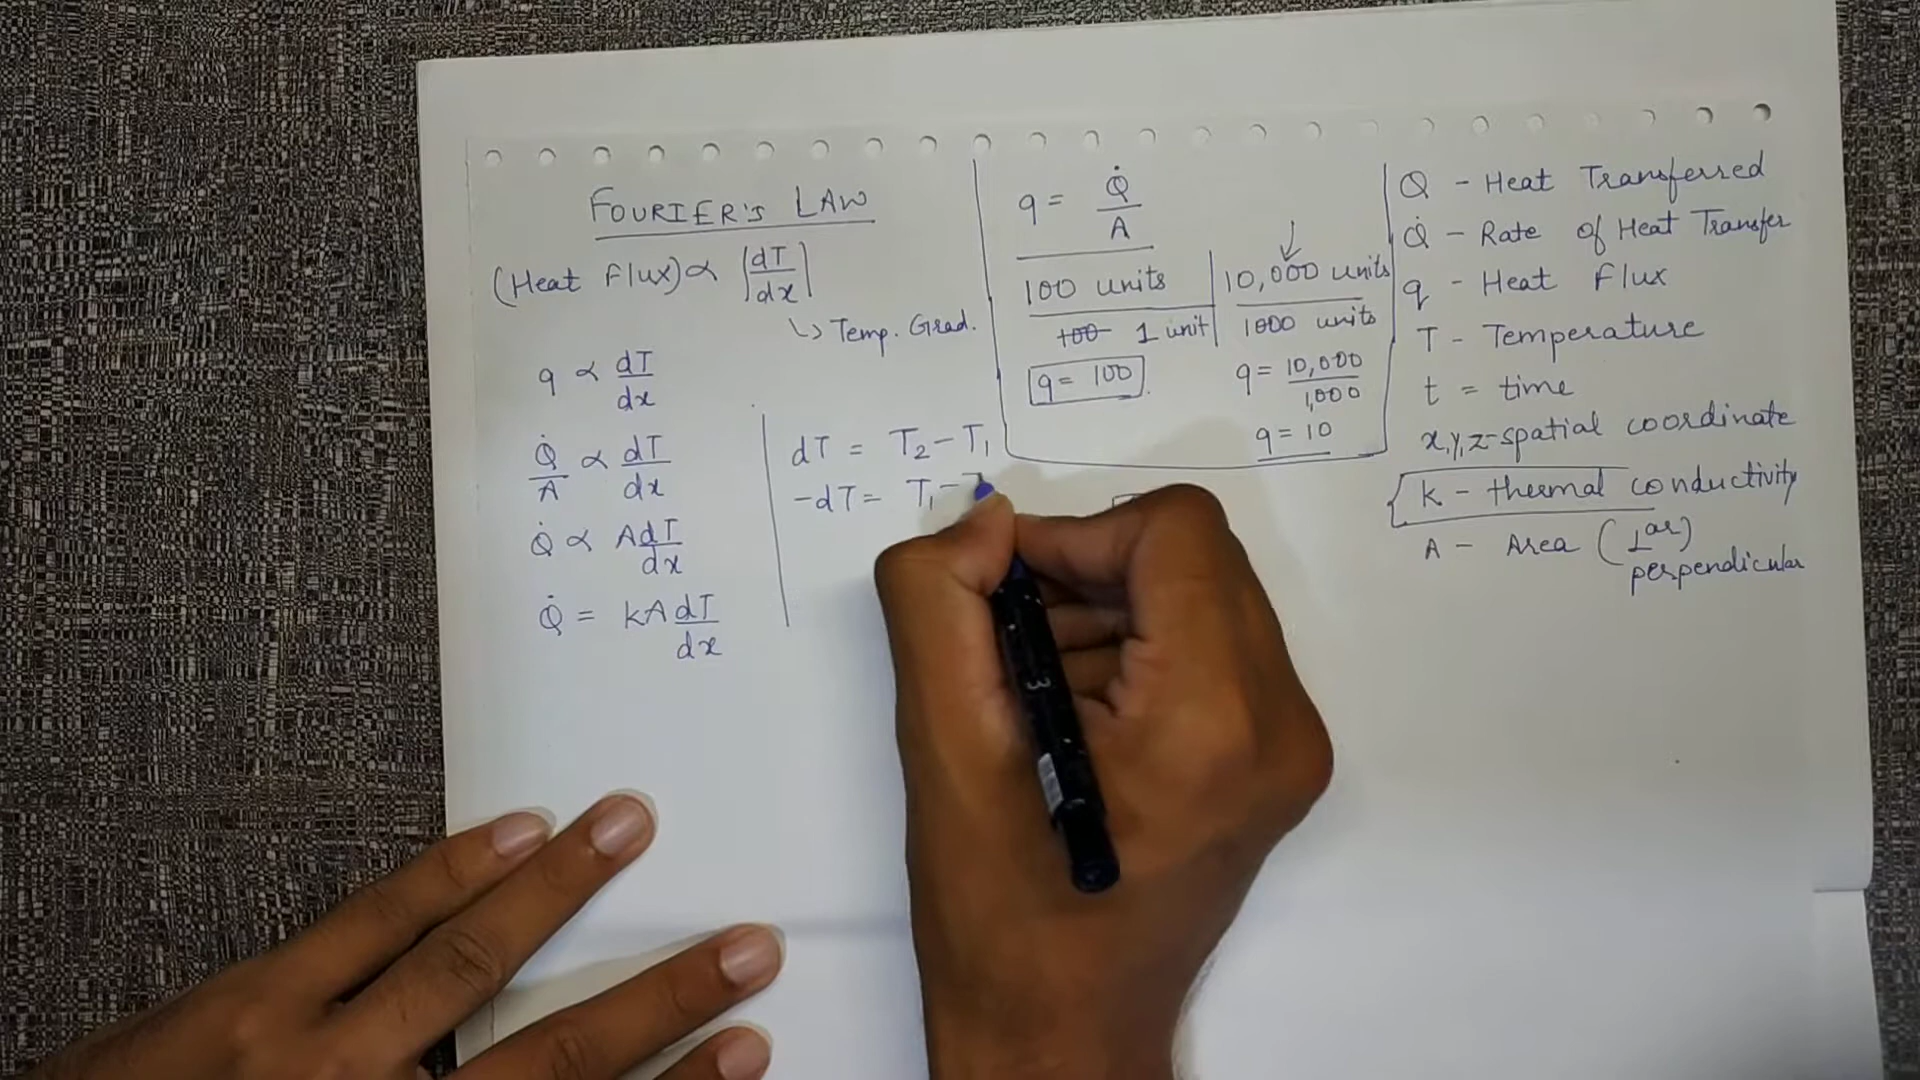 FOURIER'S LAW
(Heat Flux) ∝ |dT/dx|
↳ Temp. Grad.
q ∝ dT/dx
Q̇/A ∝ dT/dx
Q̇ ∝ A dT/dx
Q̇ = kA dT/dx
dT = T₂ - T₁
-dT = T₁ -
q = Q̇/A
100 units
100 1 unit
q = 100
10,000 units
1000 units
q = 10,000/1,000
q = 10
Q - Heat Transferred
Q̇ - Rate of Heat Transfer
q - Heat Flux
T - Temperature
t = time
x,y,z - spatial coordinate
k - thermal conductivity
A - Area (⊥ar)
perpendicular